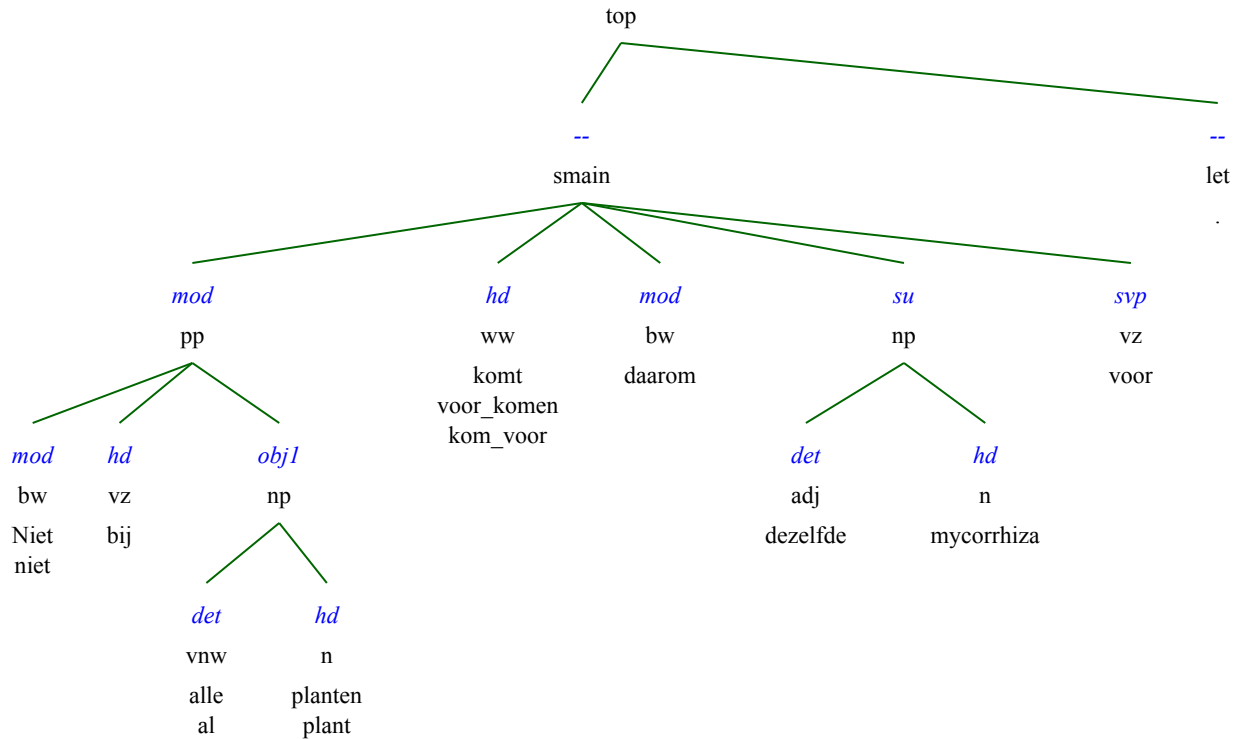 top
-- --
smain let
.
mod hd mod su svp
pp ww bw np vz
komt daarom voor
voor_komen
kom_voor
mod hd obj1 det hd
bw vz np adj n
Niet bij dezelfde mycorrhiza
niet
det hd
vnw n
alle planten
al plant